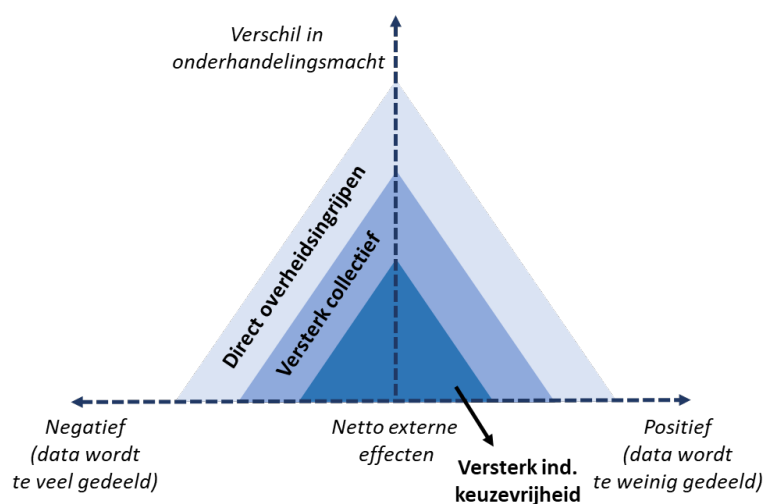 Verschil in
onderhandelingsmacht
Direct overheidsingrijpen
Versterk collectief
Negatief
(data wordt
te veel gedeeld)
Netto externe
effecten
Versterk ind.
keuzevrijheid
Positief
(data wordt
te weinig gedeeld)